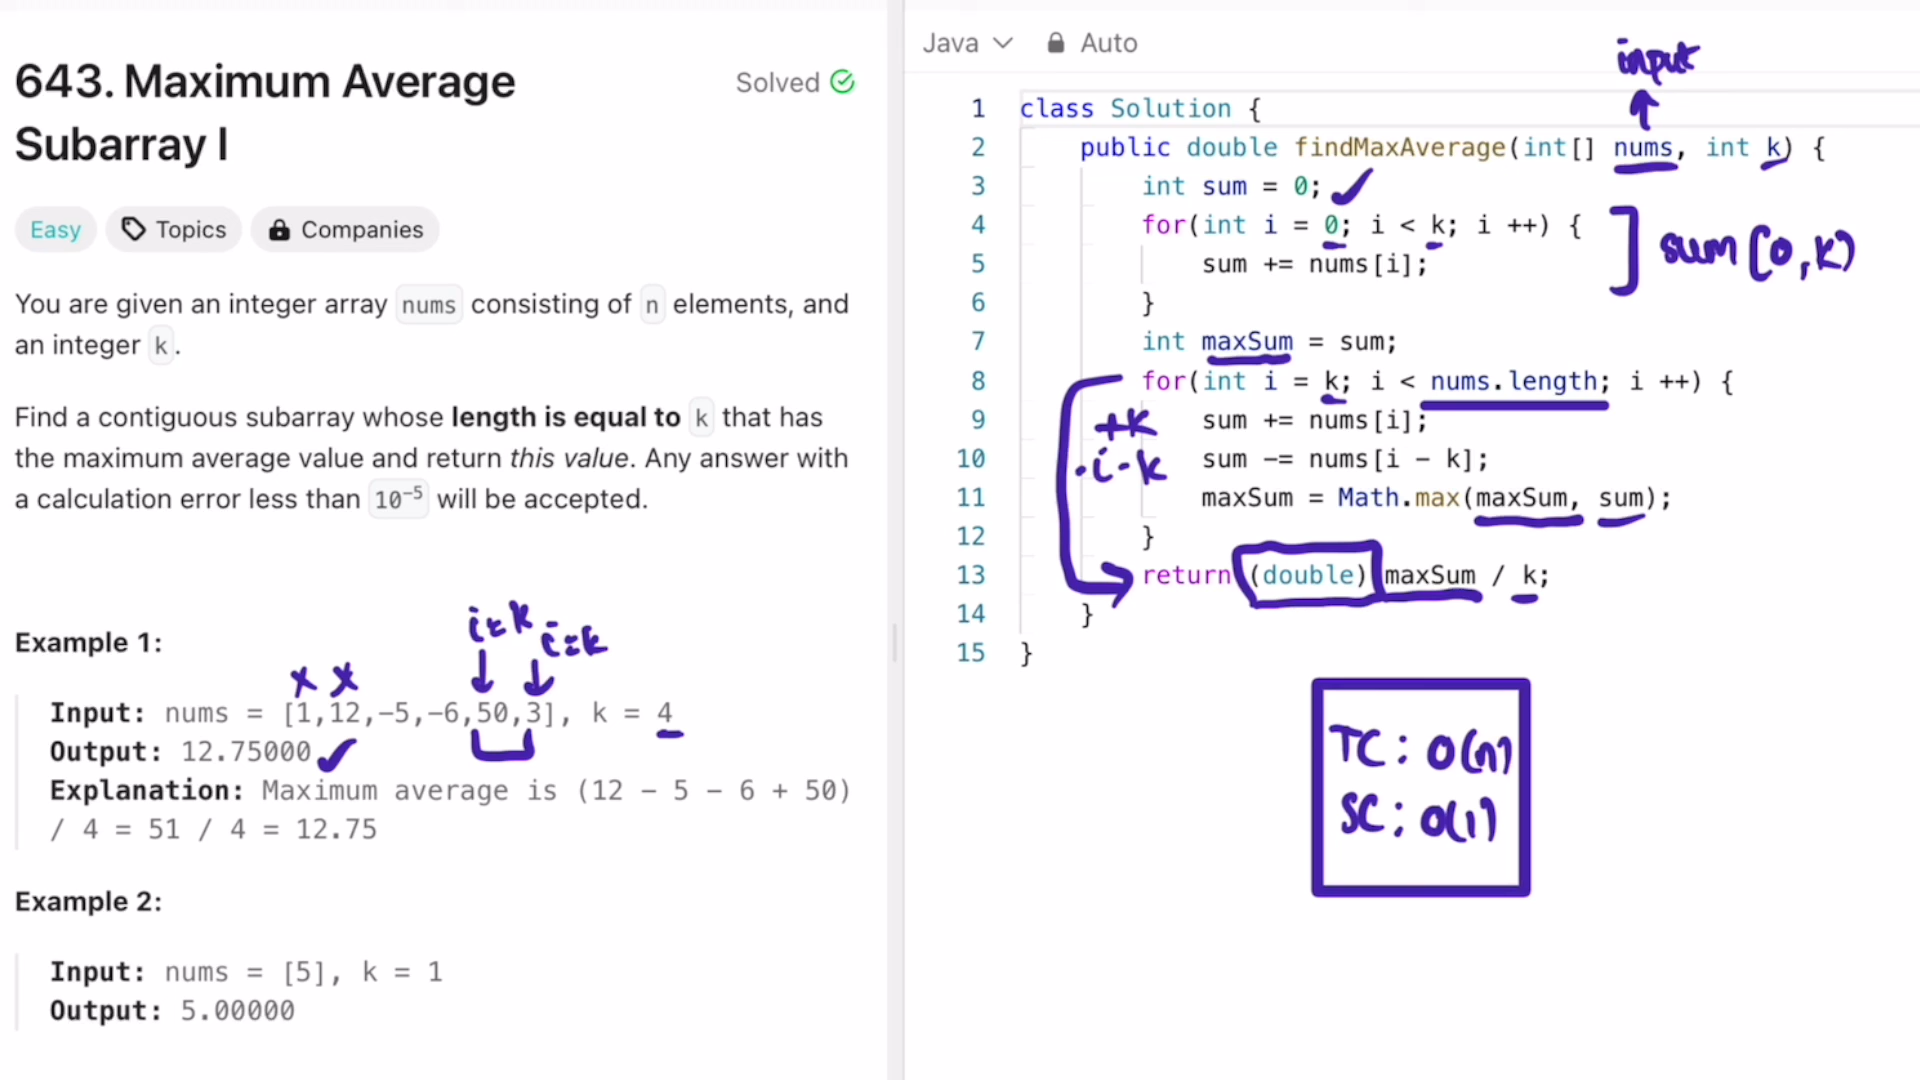 643. Maximum Average
Subarray I
Solved
Easy
Topics
Companies
You are given an integer array nums consisting of n elements, and
an integer k.
Find a contiguous subarray whose length is equal to k that has
the maximum average value and return this value. Any answer with
a calculation error less than 10⁻⁵ will be accepted.
Example 1:
i=k
i=k
Input: nums = [1,12,-5,-6,50,3], k = 4
Output: 12.75000
Explanation: Maximum average is (12 - 5 - 6 + 50)
/ 4 = 51 / 4 = 12.75
Example 2:
Input: nums = [5], k = 1
Output: 5.00000
Java
Auto
input
1 class Solution {
2 public double findMaxAverage(int[] nums, int k) {
3 int sum = 0;
4 for(int i = 0; i < k; i ++) {
sum [0,k)
5 sum += nums[i];
6 }
7 int maxSum = sum;
8 for(int i = k; i < nums.length; i ++) {
+k
9 sum += nums[i];
i-k
10 sum -= nums[i - k];
11 maxSum = Math.max(maxSum, sum);
12 }
13 return (double) maxSum / k;
14 }
15 }
TC: O(n)
SC: O(1)